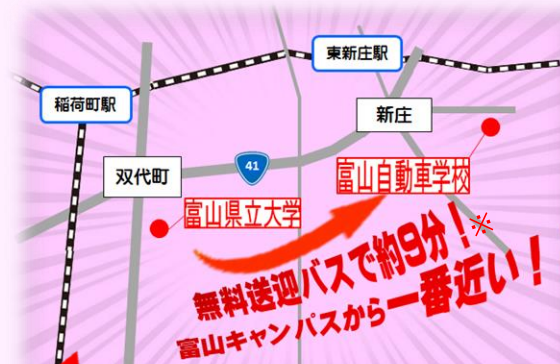 東新庄駅
稲荷町駅
新庄
41
双代町
富山自動車学校
富山県立大学
無料送迎バスで約9分！※
富山キャンパスから一番近い！